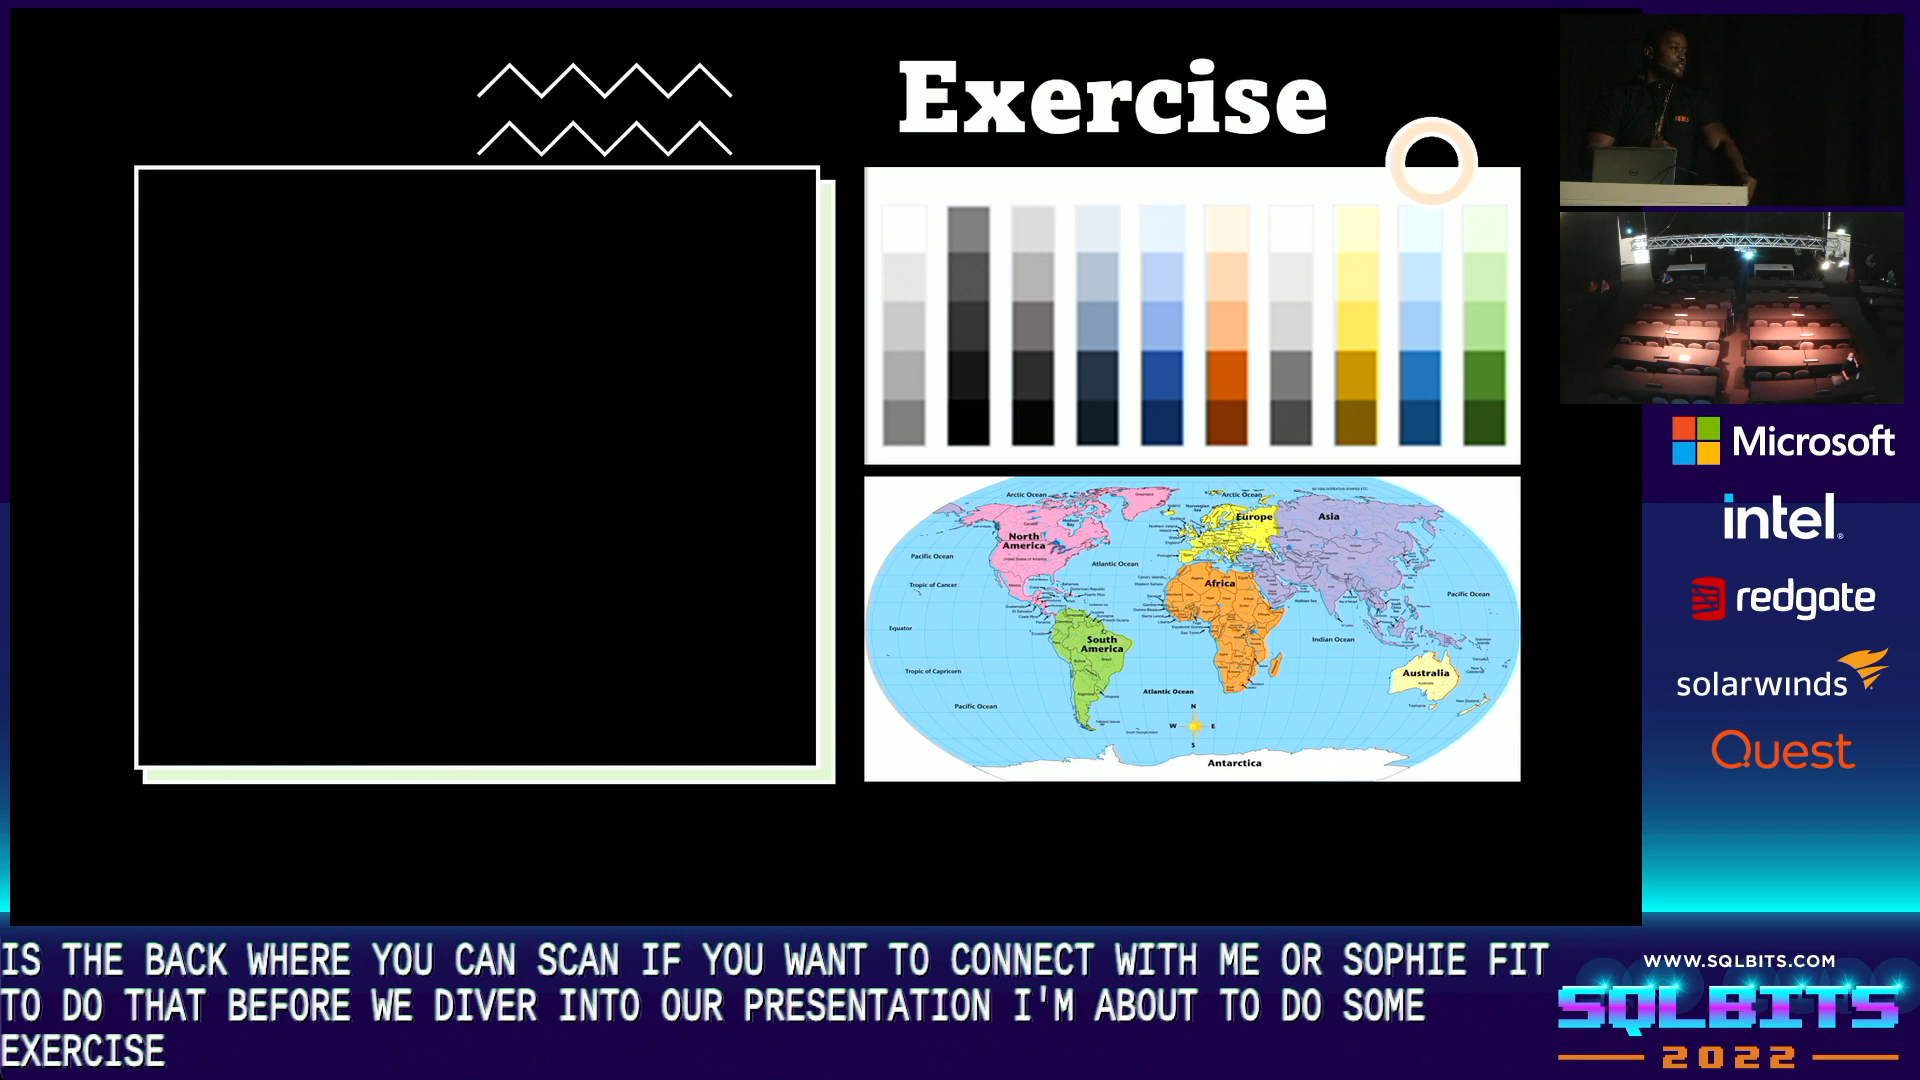 Exercise
Arctic Ocean
Greenland
Arctic Ocean
Europe
Asia
North
America
Pacific Ocean
Atlantic Ocean
Africa
Tropic of Cancer
Pacific Ocean
Equator
South
America
Indian Ocean
Tropic of Capricorn
Australia
Atlantic Ocean
Pacific Ocean
N
W E
S
Antarctica
Microsoft
intel.
redgate
solarwinds
Quest
IS THE BACK WHERE YOU CAN SCAN IF YOU WANT TO CONNECT WITH ME OR SOPHIE FIT
TO DO THAT BEFORE WE DIVER INTO OUR PRESENTATION I'M ABOUT TO DO SOME
EXERCISE
WWW.SQLBITS.COM
SQLBITS
2022